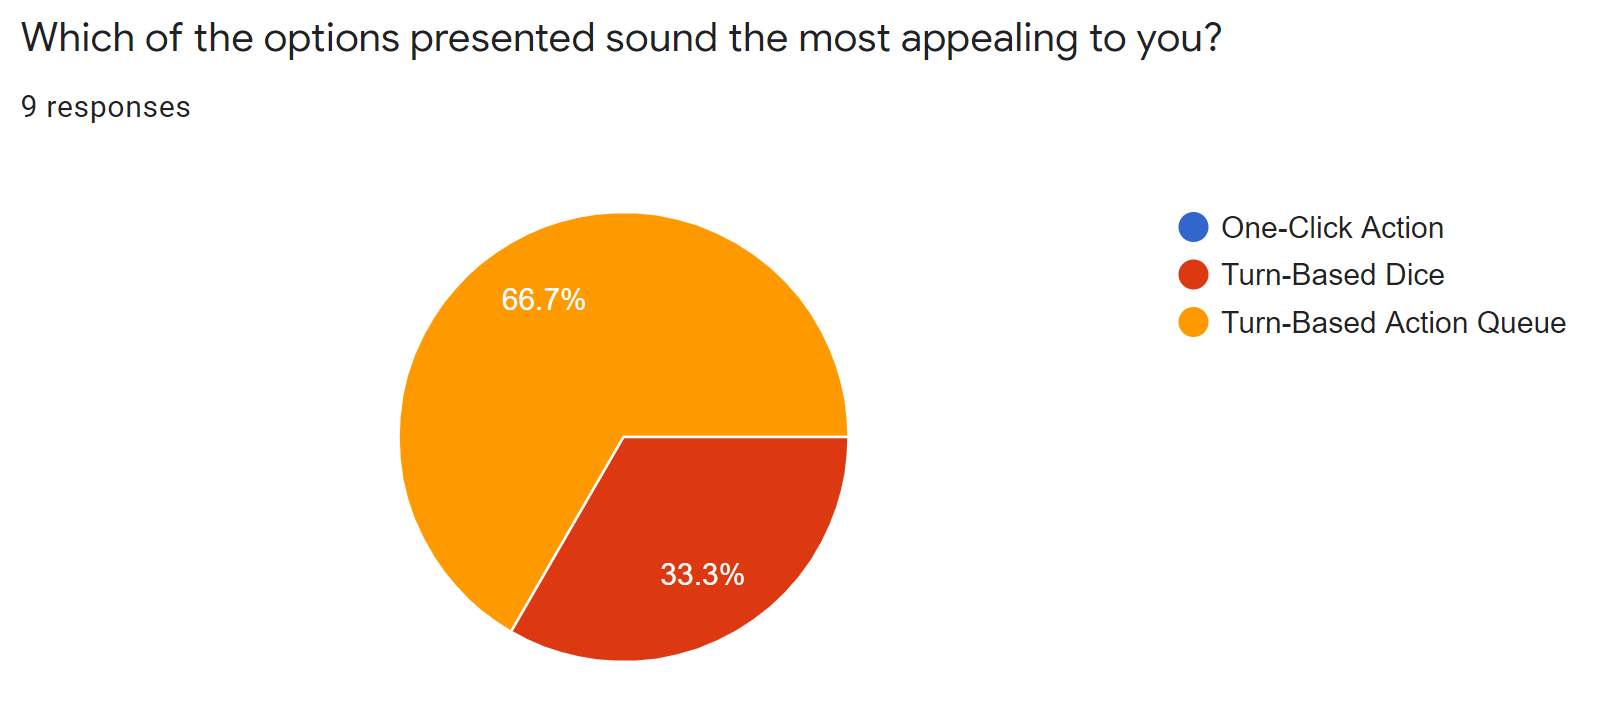 Which of the options presented sound the most appealing to you?
9 responses
One-Click Action
Turn-Based Dice
Turn-Based Action Queue
66.7%
33.3%